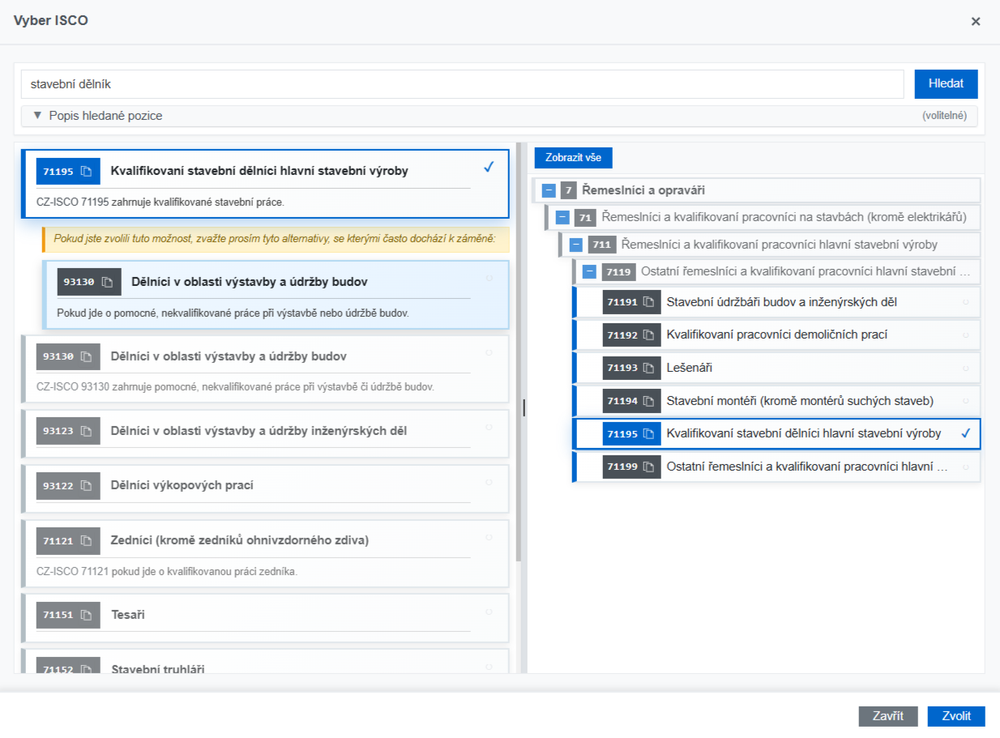 Vyber ISCO
×
stavební dělník
Hledat
▼ Popis hledané pozice
(volitelné)
71195 Kvalifikovaní stavební dělníci hlavní stavební výroby ✓
CZ-ISCO 71195 zahrnuje kvalifikované stavební práce.
Pokud jste zvolili tuto možnost, zvažte prosím tyto alternativy, se kterými často dochází k záměně:
93130 Dělníci v oblasti výstavby a údržby budov
Pokud jde o pomocné, nekvalifikované práce při výstavbě nebo údržbě budov.
93130 Dělníci v oblasti výstavby a údržby budov
CZ-ISCO 93130 zahrnuje pomocné, nekvalifikované práce při výstavbě či údržbě budov.
93123 Dělníci v oblasti výstavby a údržby inženýrských děl
93122 Dělníci výkopových prací
71121 Zedníci (kromě zedníků ohnivzdorného zdiva)
CZ-ISCO 71121 pokud jde o kvalifikovanou práci zedníka.
71151 Tesaři
71152 Stavební truhláři
Zobrazit vše
− 7 Řemeslníci a opraváři
− 71 Řemeslníci a kvalifikovaní pracovníci na stavbách (kromě elektrikářů)
− 711 Řemeslníci a kvalifikovaní pracovníci hlavní stavební výroby
− 7119 Ostatní řemeslníci a kvalifikovaní pracovníci hlavní stavební ...
71191 Stavební údržbáři budov a inženýrských děl
71192 Kvalifikovaní pracovníci demoličních prací
71193 Lešenáři
71194 Stavební montéři (kromě montérů suchých staveb)
71195 Kvalifikovaní stavební dělníci hlavní stavební výroby ✓
71199 Ostatní řemeslníci a kvalifikovaní pracovníci hlavní ...
Zavřít
Zvolit